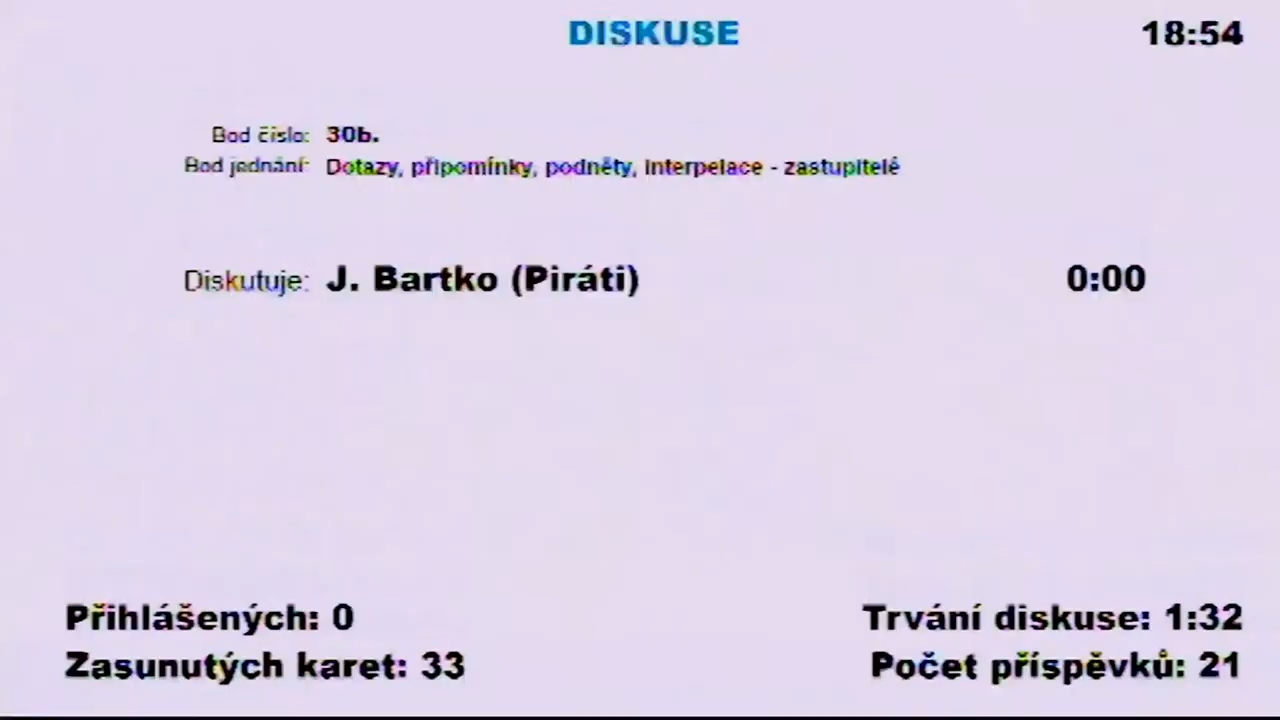 DISKUSE
18:54
Bod číslo: 30b.
Bod jednání: Dotazy, připomínky, podněty, interpelace - zastupitelé
Diskutuje: J. Bartko (Piráti)
0:00
Přihlášených: 0
Trvání diskuse: 1:32
Zasunutých karet: 33
Počet příspěvků: 21